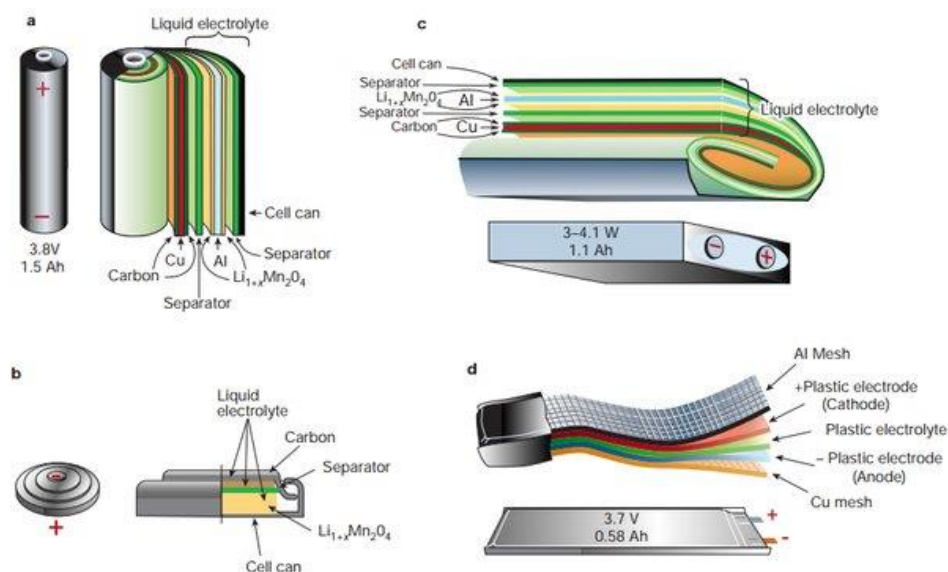 a
Liquid electrolyte
+
−
3.8V
1.5 Ah
Cell can
Separator
Carbon
Cu
Al
Li1+xMn2O4
Separator
b
Liquid
electrolyte
Carbon
Separator
Li1+xMn2O4
Cell can
-
+
c
Cell can
Separator
Li1+xMn2O4
Al
Separator
Carbon
Cu
Liquid electrolyte
3–4.1 W
1.1 Ah
−
+
d
Al Mesh
+Plastic electrode
(Cathode)
Plastic electrolyte
− Plastic electrode
(Anode)
Cu mesh
3.7 V
0.58 Ah
+
-